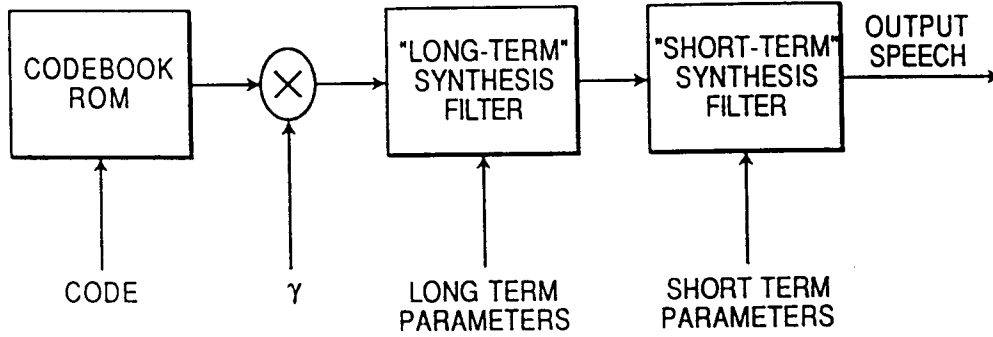 CODEBOOK
ROM
"LONG-TERM"
SYNTHESIS
FILTER
"SHORT-TERM"
SYNTHESIS
FILTER
OUTPUT
SPEECH
CODE
γ
LONG TERM
PARAMETERS
SHORT TERM
PARAMETERS